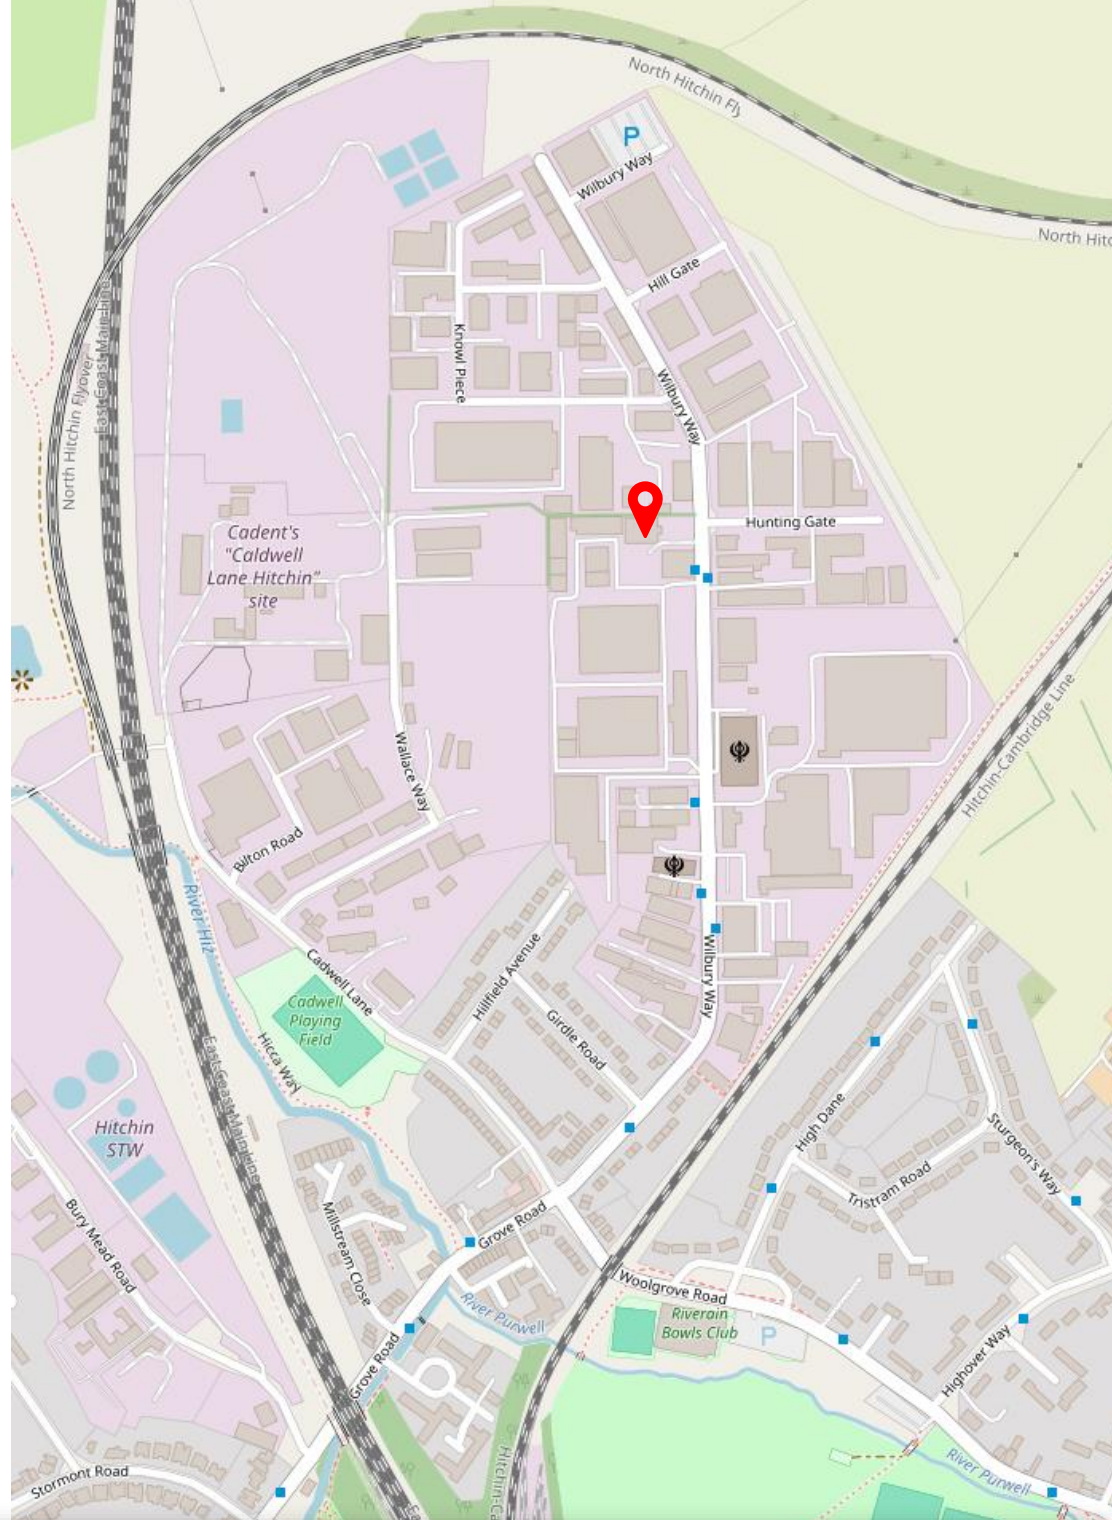 North Hitchin Fly
P
Wilbury Way
North Hitc
Hill Gate
East Coast Main Line
Knowl Piece
North Hitchin Flyover
Wilbury Way
Hunting Gate
Cadent's
"Caldwell
Lane Hitchin"
site
Hitchin-Cambridge Line
Wallace Way
Bilton Road
River Hiz
Wilbury Way
Hillfield Avenue
Cadwell Lane
Cadwell
Playing
Field
Girdle Road
Hicca Way
East Coast Main Line
Hitchin
STW
High Dane
Sturgeon's Way
Tristram Road
Bury Mead Road
Millstream Close
Grove Road
Woolgrove Road
River Purwell
Riverain
Bowls Club
P
Grove Road
Highover Way
Hitchin-Ca
River Purwell
Stormont Road
Ea